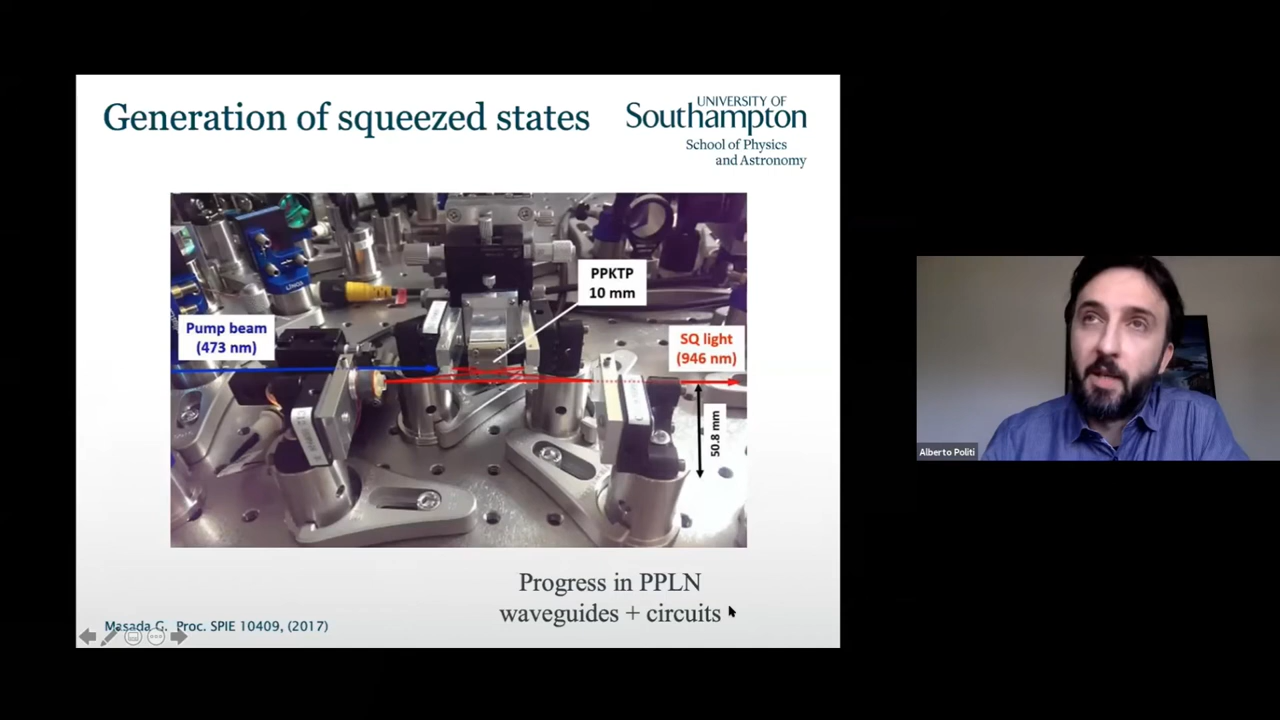 Generation of squeezed states
UNIVERSITY OF
Southampton
School of Physics
and Astronomy
PPKTP
10 mm
Pump beam
(473 nm)
SQ light
(946 nm)
50.8 mm
Progress in PPLN
waveguides + circuits
Masada G. Proc. SPIE 10409, (2017)
Alberto Politi